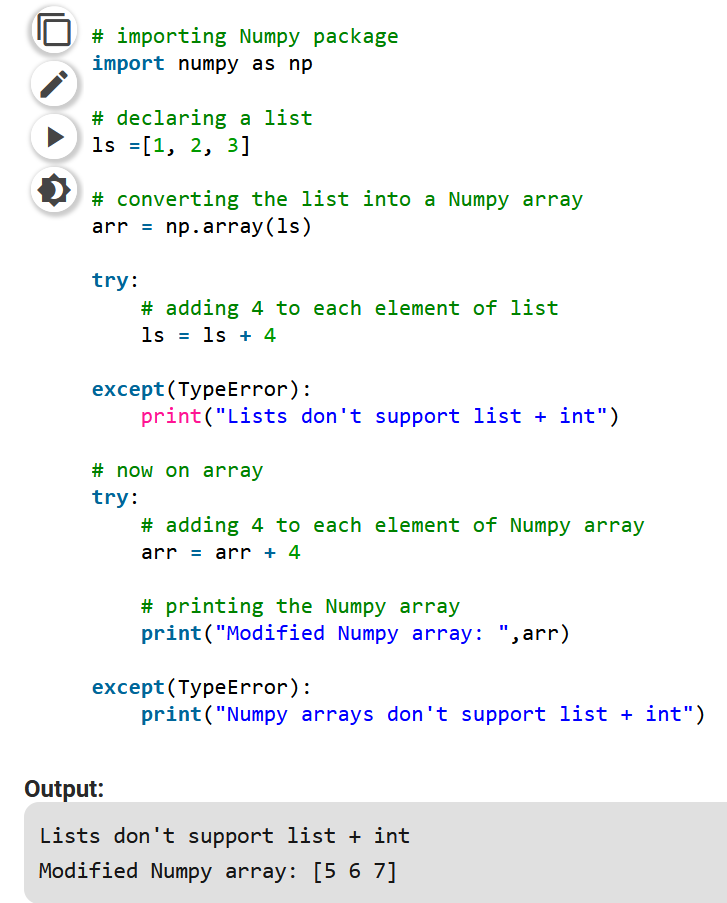 # importing Numpy package
import numpy as np
# declaring a list
ls =[1, 2, 3]
# converting the list into a Numpy array
arr = np.array(ls)
try:
    # adding 4 to each element of list
    ls = ls + 4
except(TypeError):
    print("Lists don't support list + int")
# now on array
try:
    # adding 4 to each element of Numpy array
    arr = arr + 4
    # printing the Numpy array
    print("Modified Numpy array: ",arr)
except(TypeError):
    print("Numpy arrays don't support list + int")
Output:
Lists don't support list + int
Modified Numpy array: [5 6 7]